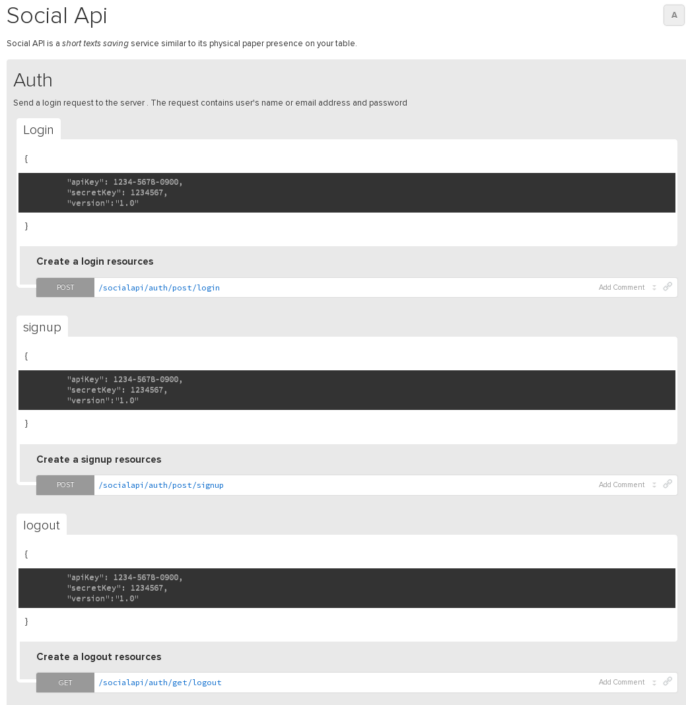 Social Api
A
Social API is a short texts saving service similar to its physical paper presence on your table.
Auth
Send a login request to the server . The request contains user's name or email address and password
Login
{
"apiKey": 1234-5678-0900,
"secretKey": 1234567,
"version":"1.0"
}
Create a login resources
POST /socialapi/auth/post/login Add Comment
signup
{
"apiKey": 1234-5678-0900,
"secretKey": 1234567,
"version":"1.0"
}
Create a signup resources
POST /socialapi/auth/post/signup Add Comment
logout
{
"apiKey": 1234-5678-0900,
"secretKey": 1234567,
"version":"1.0"
}
Create a logout resources
GET /socialapi/auth/get/logout Add Comment